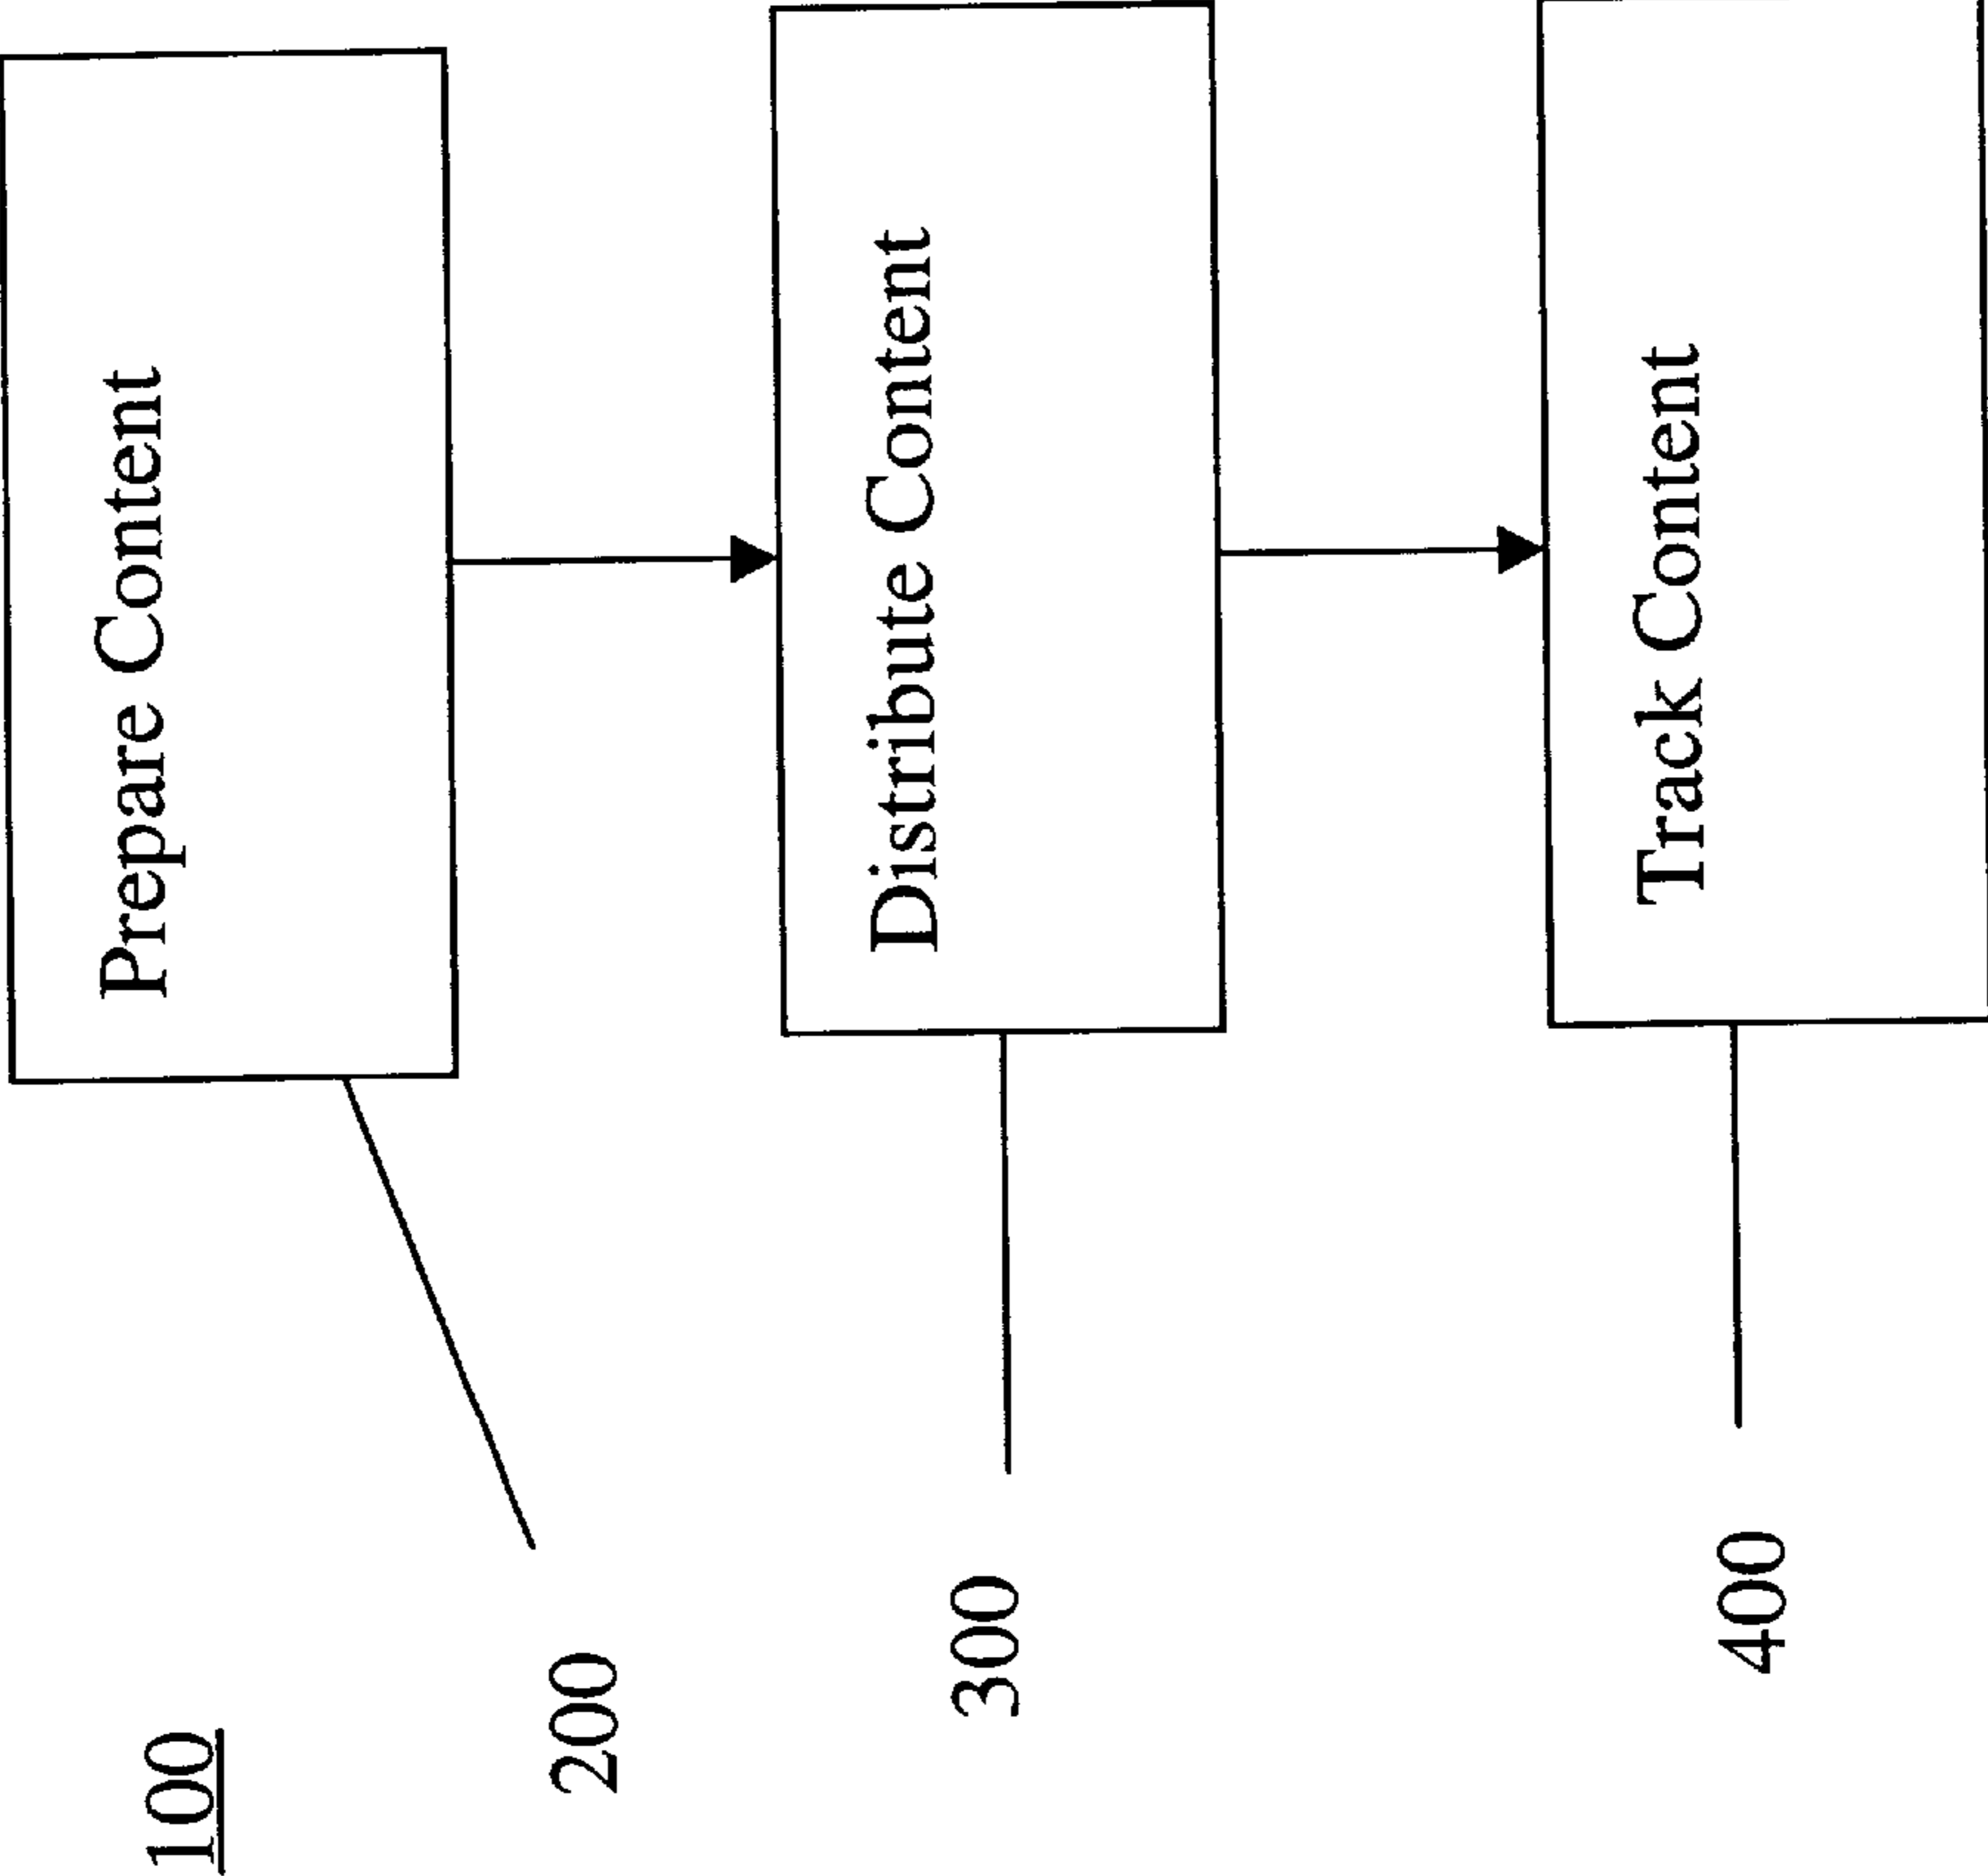 100
Prepare Content
200
Distribute Content
300
Track Content
400